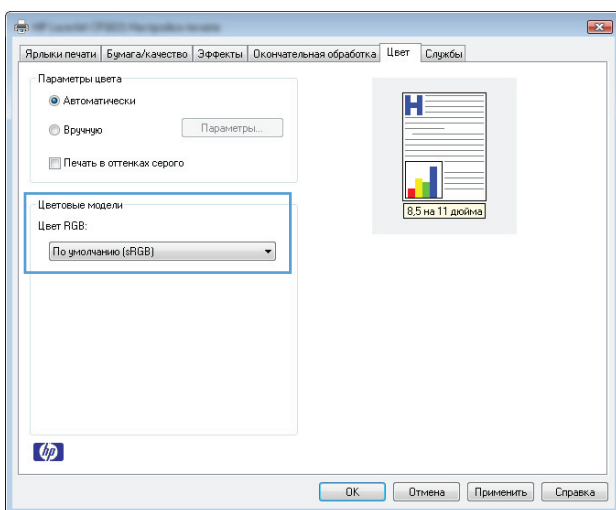 Ярлыки печати Бумага/качество Эффекты Окончательная обработка Цвет Службы
Параметры цвета
Автоматически
Вручную Параметры...
Печать в оттенках серого
Цветовые модели
Цвет RGB:
По умолчанию (sRGB)
H
8,5 на 11 дюйма
hp
OK Отмена Применить Справка